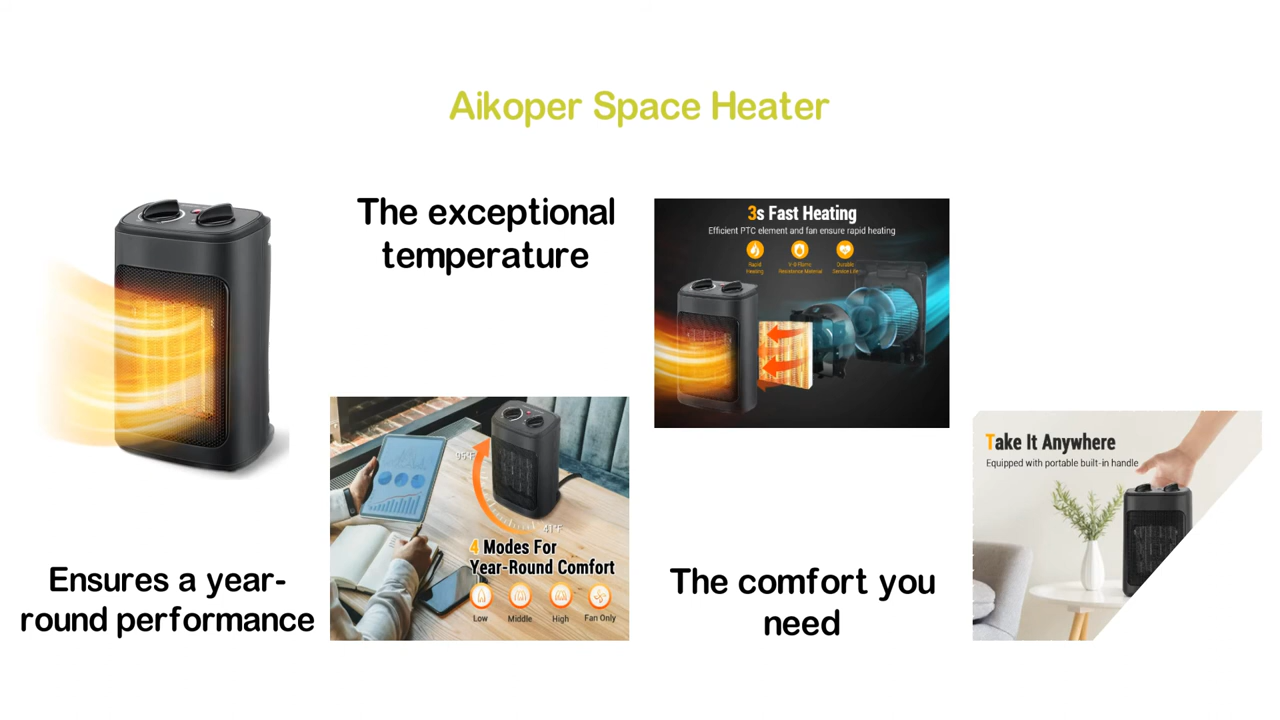 Aikoper Space Heater
The exceptional
temperature
3s Fast Heating
Efficient PTC element and fan ensure rapid heating
Rapid
Heating
V-0 Flame
Resistance Material
Durable
Service Life
95°F
41°F
4 Modes For
Year-Round Comfort
Low Middle High Fan Only
Take It Anywhere
Equipped with portable built-in handle
Ensures a year-
round performance
The comfort you
need